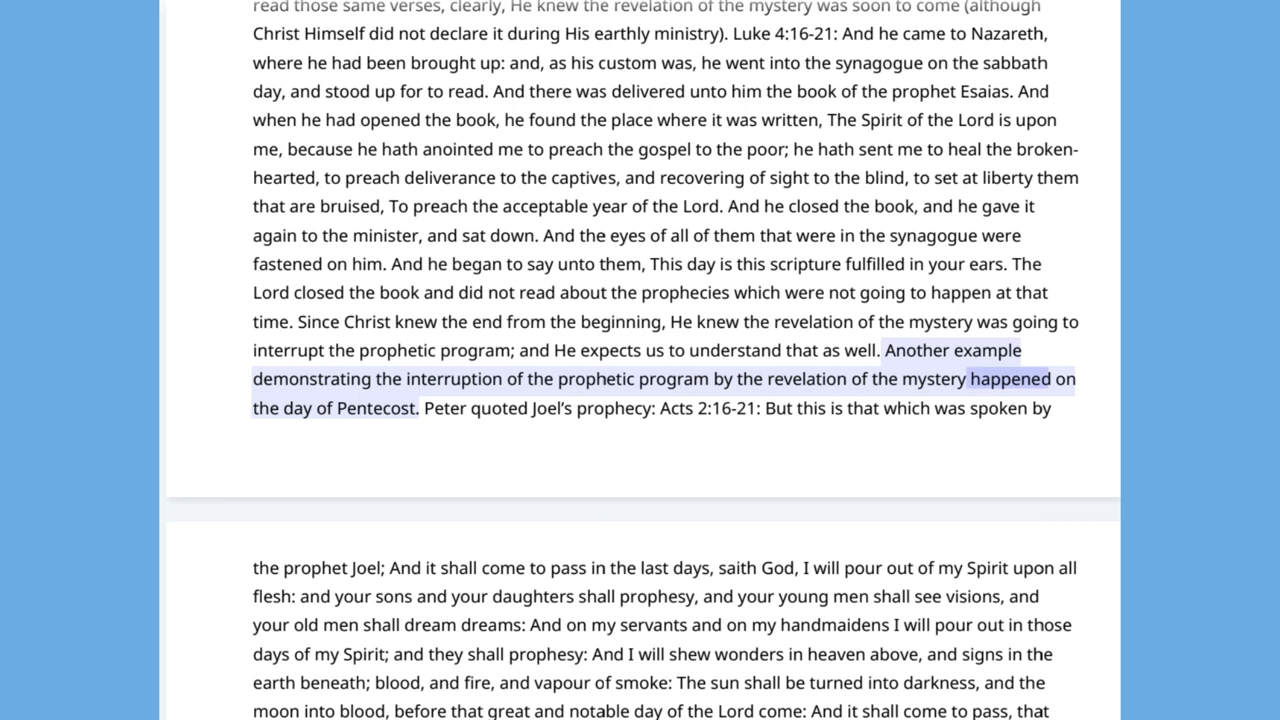 read those same verses, clearly, He knew the revelation of the mystery was soon to come (although
Christ Himself did not declare it during His earthly ministry). Luke 4:16-21: And he came to Nazareth,
where he had been brought up: and, as his custom was, he went into the synagogue on the sabbath
day, and stood up for to read. And there was delivered unto him the book of the prophet Esaias. And
when he had opened the book, he found the place where it was written, The Spirit of the Lord is upon
me, because he hath anointed me to preach the gospel to the poor; he hath sent me to heal the broken-
hearted, to preach deliverance to the captives, and recovering of sight to the blind, to set at liberty them
that are bruised, To preach the acceptable year of the Lord. And he closed the book, and he gave it
again to the minister, and sat down. And the eyes of all of them that were in the synagogue were
fastened on him. And he began to say unto them, This day is this scripture fulfilled in your ears. The
Lord closed the book and did not read about the prophecies which were not going to happen at that
time. Since Christ knew the end from the beginning, He knew the revelation of the mystery was going to
interrupt the prophetic program; and He expects us to understand that as well. Another example
demonstrating the interruption of the prophetic program by the revelation of the mystery happened on
the day of Pentecost. Peter quoted Joel’s prophecy: Acts 2:16-21: But this is that which was spoken by
the prophet Joel; And it shall come to pass in the last days, saith God, I will pour out of my Spirit upon all
flesh: and your sons and your daughters shall prophesy, and your young men shall see visions, and
your old men shall dream dreams: And on my servants and on my handmaidens I will pour out in those
days of my Spirit; and they shall prophesy: And I will shew wonders in heaven above, and signs in the
earth beneath; blood, and fire, and vapour of smoke: The sun shall be turned into darkness, and the
moon into blood, before that great and notable day of the Lord come: And it shall come to pass, that